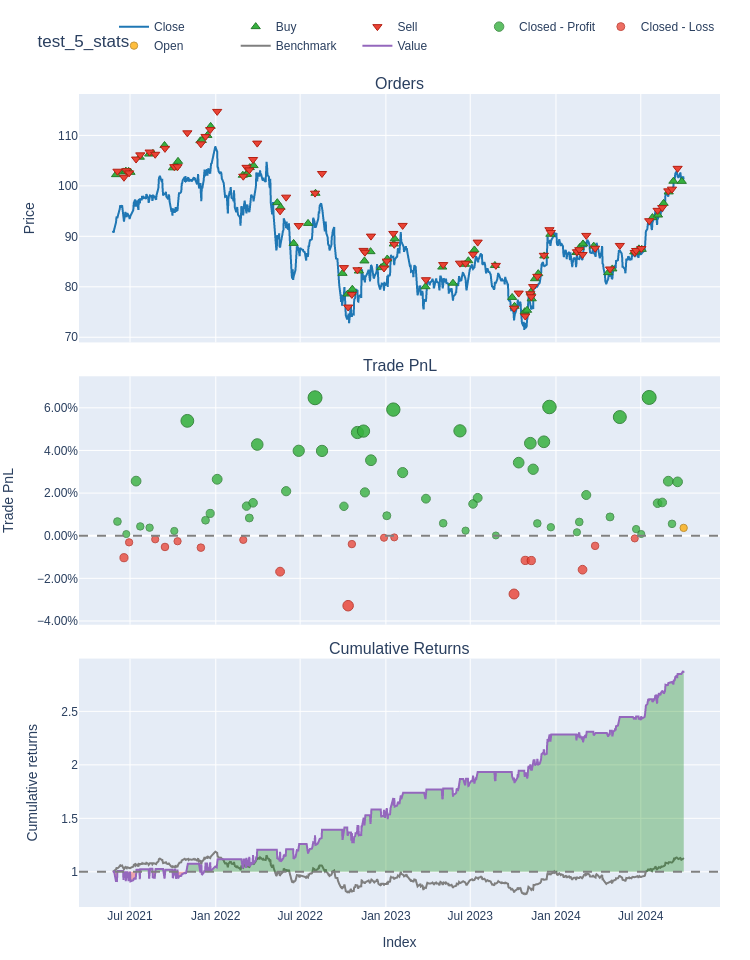 test_5_stats
Close
Buy
Sell
Closed - Profit
Closed - Loss
Open
Benchmark
Value
Orders
110
100
90
80
70
Price
Trade PnL
6.00%
4.00%
2.00%
0.00%
−2.00%
−4.00%
Trade PnL
Cumulative Returns
2.5
2
1.5
1
Cumulative returns
Jul 2021 Jan 2022 Jul 2022 Jan 2023 Jul 2023 Jan 2024 Jul 2024
Index